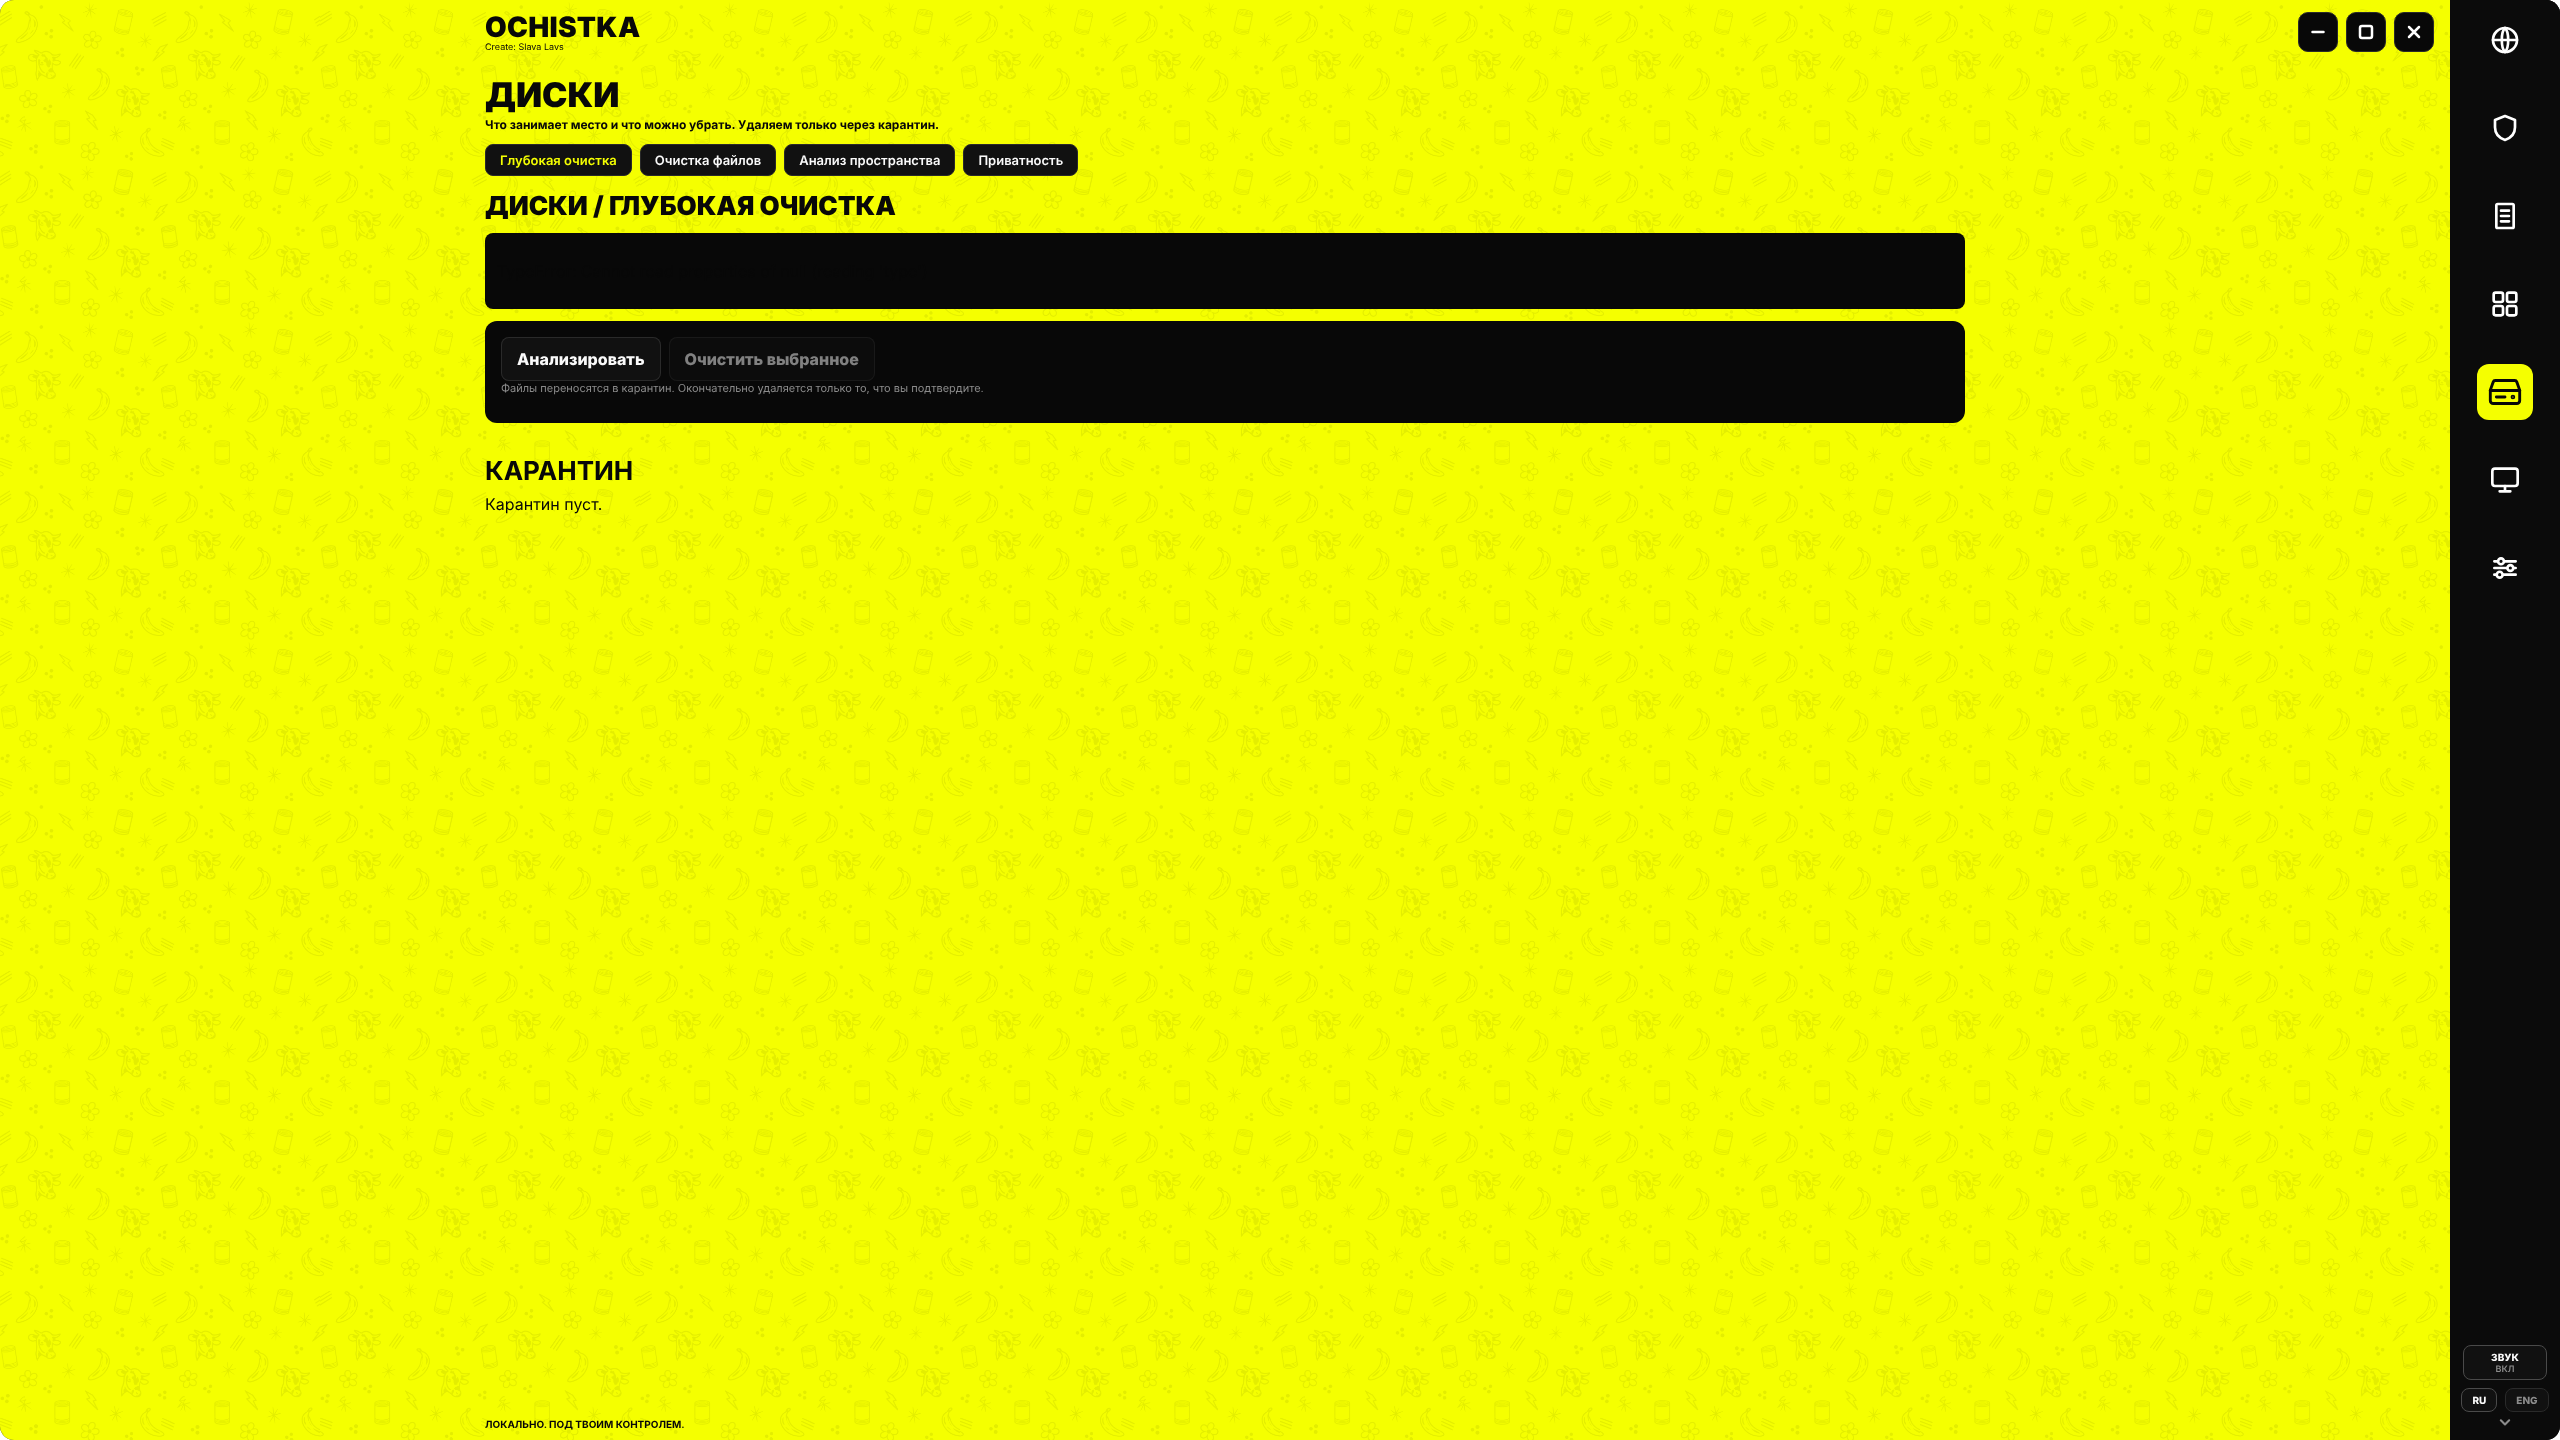 OCHISTKA
Create: Slava Lavs
ДИСКИ
Что занимает место и что можно убрать. Удаляем только через карантин.
Глубокая очистка
Очистка файлов
Анализ пространства
Приватность
ДИСКИ / ГЛУБОКАЯ ОЧИСТКА
Анализировать
Очистить выбранное
Файлы переносятся в карантин. Окончательно удаляется только то, что вы подтвердите.
КАРАНТИН
Карантин пуст.
ЛОКАЛЬНО. ПОД ТВОИМ КОНТРОЛЕМ.
ЗВУК
ВКЛ
RU
ENG